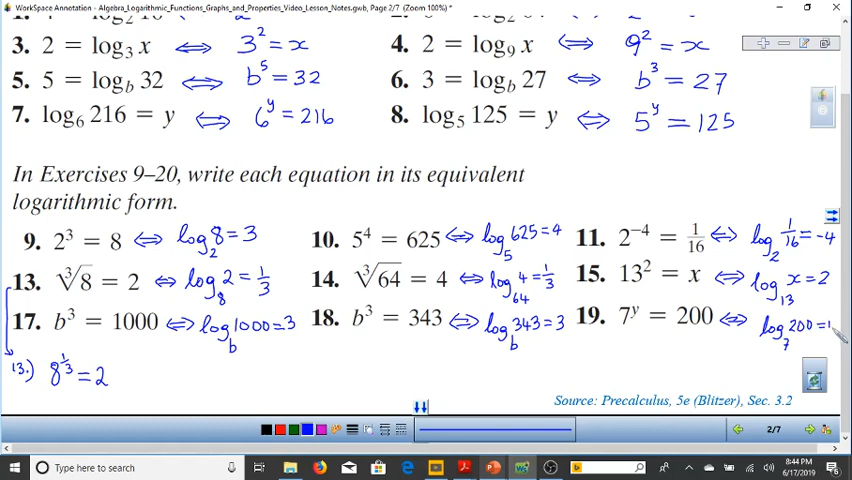 WorkSpace Annotation - Algebra_Logarithmic_Functions_Graphs_and_Properties_Video_Lesson_Notes.gwb, Page 2/7 (Zoom 100%) *
3. 2 = log₃ x ⟺ 3² = x 4. 2 = log₉ x ⟺ 9² = x
5. 5 = log_b 32 ⟺ b⁵ = 32 6. 3 = log_b 27 ⟺ b³ = 27
7. log₆ 216 = y ⟺ 6^y = 216 8. log₅ 125 = y ⟺ 5^y = 125
In Exercises 9–20, write each equation in its equivalent
logarithmic form.
9. 2³ = 8 ⟺ log₂ 8 = 3 10. 5⁴ = 625 ⟺ log₅ 625 = 4 11. 2⁻⁴ = 1/16 ⟺ log₂ 1/16 = -4
13. ∛8 = 2 ⟺ log₈ 2 = 1/3 14. ∛64 = 4 ⟺ log₆₄ 4 = 1/3 15. 13² = x ⟺ log₁₃ x = 2
17. b³ = 1000 ⟺ log_b 1000 = 3 18. b³ = 343 ⟺ log_b 343 = 3 19. 7^y = 200 ⟺ log₇ 200 =
13.) 8^(1/3) = 2
Source: Precalculus, 5e (Blitzer), Sec. 3.2
2/7
Type here to search
8:44 PM
6/17/2019